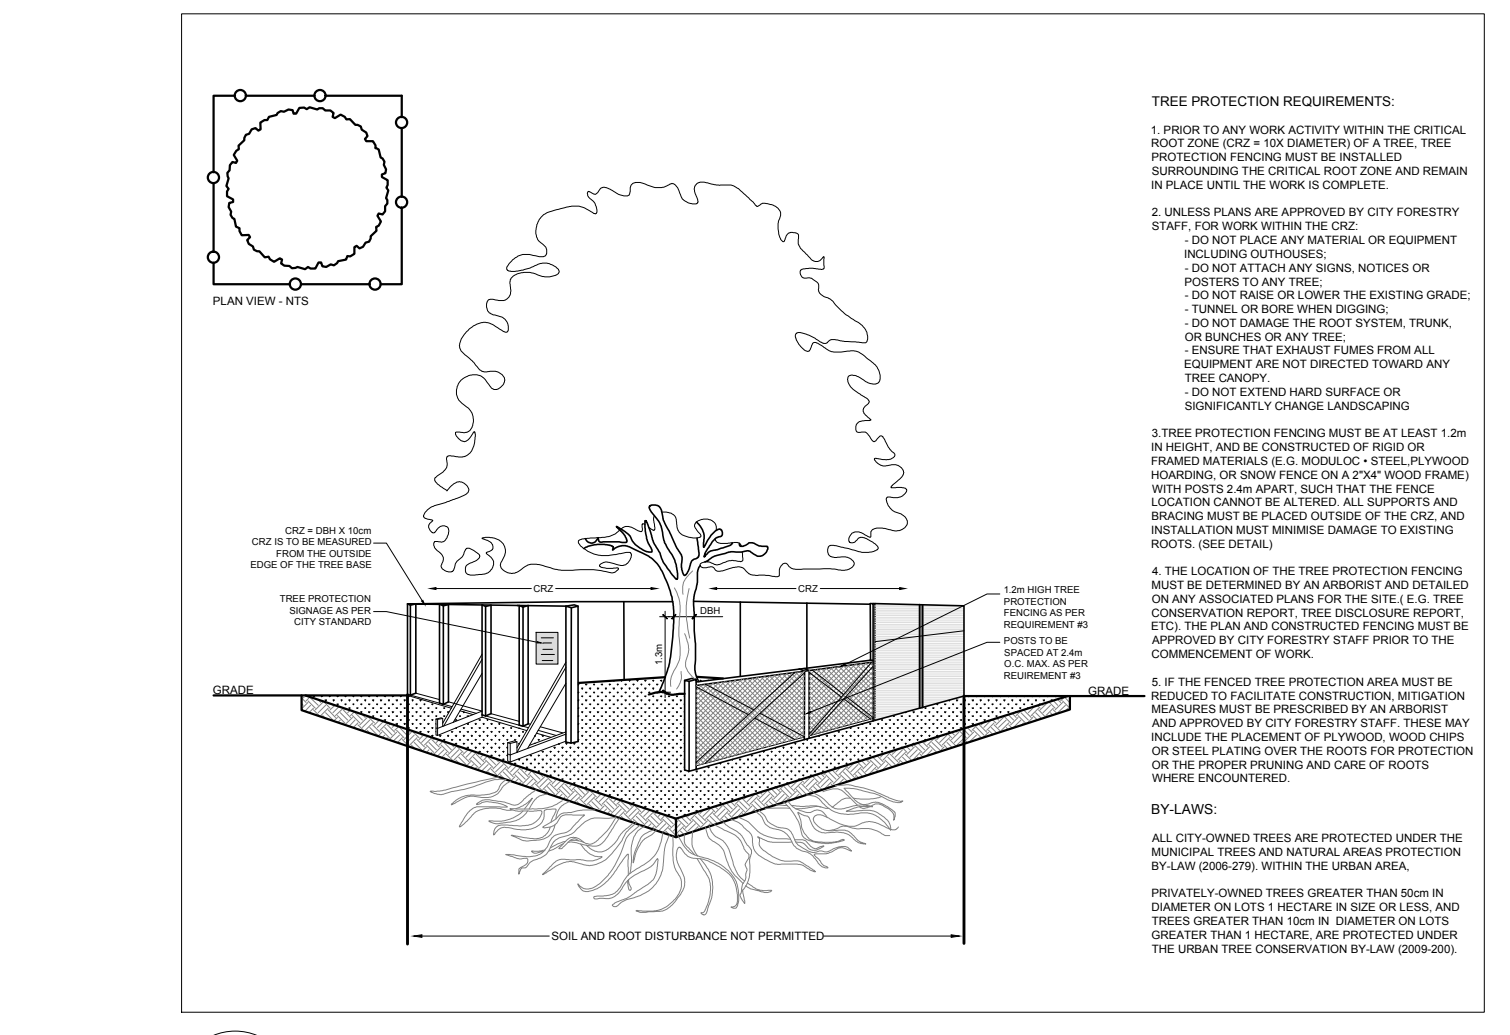 PLAN VIEW - NTS
CRZ = DBH X 10cm
CRZ IS TO BE MEASURED
FROM THE OUTSIDE
EDGE OF THE TREE BASE
TREE PROTECTION
SIGNAGE AS PER
CITY STANDARD
CRZ
CRZ
DBH
1.3m
1.2m HIGH TREE
PROTECTION
FENCING AS PER
REQUIREMENT #3
POSTS TO BE
SPACED AT 2.4m
O.C. MAX. AS PER
REUIREMENT #3
GRADE
GRADE
SOIL AND ROOT DISTURBANCE NOT PERMITTED
TREE PROTECTION REQUIREMENTS:
1. PRIOR TO ANY WORK ACTIVITY WITHIN THE CRITICAL
ROOT ZONE (CRZ = 10X DIAMETER) OF A TREE, TREE
PROTECTION FENCING MUST BE INSTALLED
SURROUNDING THE CRITICAL ROOT ZONE AND REMAIN
IN PLACE UNTIL THE WORK IS COMPLETE.
2. UNLESS PLANS ARE APPROVED BY CITY FORESTRY
STAFF, FOR WORK WITHIN THE CRZ:
- DO NOT PLACE ANY MATERIAL OR EQUIPMENT
INCLUDING OUTHOUSES;
- DO NOT ATTACH ANY SIGNS, NOTICES OR
POSTERS TO ANY TREE;
- DO NOT RAISE OR LOWER THE EXISTING GRADE;
- TUNNEL OR BORE WHEN DIGGING;
- DO NOT DAMAGE THE ROOT SYSTEM, TRUNK,
OR BUNCHES OR ANY TREE;
- ENSURE THAT EXHAUST FUMES FROM ALL
EQUIPMENT ARE NOT DIRECTED TOWARD ANY
TREE CANOPY.
- DO NOT EXTEND HARD SURFACE OR
SIGNIFICANTLY CHANGE LANDSCAPING
3.TREE PROTECTION FENCING MUST BE AT LEAST 1.2m
IN HEIGHT, AND BE CONSTRUCTED OF RIGID OR
FRAMED MATERIALS (E.G. MODULOC • STEEL,PLYWOOD
HOARDING, OR SNOW FENCE ON A 2"X4" WOOD FRAME)
WITH POSTS 2.4m APART, SUCH THAT THE FENCE
LOCATION CANNOT BE ALTERED. ALL SUPPORTS AND
BRACING MUST BE PLACED OUTSIDE OF THE CRZ, AND
INSTALLATION MUST MINIMISE DAMAGE TO EXISTING
ROOTS. (SEE DETAIL)
4. THE LOCATION OF THE TREE PROTECTION FENCING
MUST BE DETERMINED BY AN ARBORIST AND DETAILED
ON ANY ASSOCIATED PLANS FOR THE SITE.( E.G. TREE
CONSERVATION REPORT, TREE DISCLOSURE REPORT,
ETC). THE PLAN AND CONSTRUCTED FENCING MUST BE
APPROVED BY CITY FORESTRY STAFF PRIOR TO THE
COMMENCEMENT OF WORK.
5. IF THE FENCED TREE PROTECTION AREA MUST BE
REDUCED TO FACILITATE CONSTRUCTION, MITIGATION
MEASURES MUST BE PRESCRIBED BY AN ARBORIST
AND APPROVED BY CITY FORESTRY STAFF. THESE MAY
INCLUDE THE PLACEMENT OF PLYWOOD, WOOD CHIPS
OR STEEL PLATING OVER THE ROOTS FOR PROTECTION
OR THE PROPER PRUNING AND CARE OF ROOTS
WHERE ENCOUNTERED.
BY-LAWS:
ALL CITY-OWNED TREES ARE PROTECTED UNDER THE
MUNICIPAL TREES AND NATURAL AREAS PROTECTION
BY-LAW (2006-279). WITHIN THE URBAN AREA,
PRIVATELY-OWNED TREES GREATER THAN 50cm IN
DIAMETER ON LOTS 1 HECTARE IN SIZE OR LESS, AND
TREES GREATER THAN 10cm IN DIAMETER ON LOTS
GREATER THAN 1 HECTARE, ARE PROTECTED UNDER
THE URBAN TREE CONSERVATION BY-LAW (2009-200).